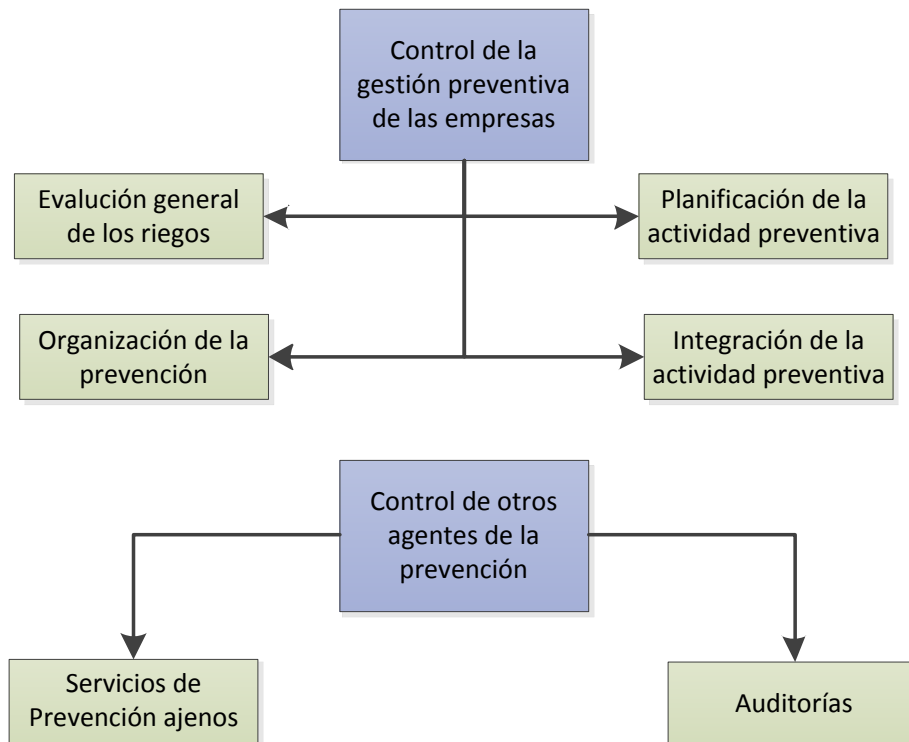 Control de la
gestión preventiva
de las empresas
Evalución general
de los riegos
Planificación de la
actividad preventiva
Organización de la
prevención
Integración de la
actividad preventiva
Control de otros
agentes de la
prevención
Servicios de
Prevención ajenos
Auditorías